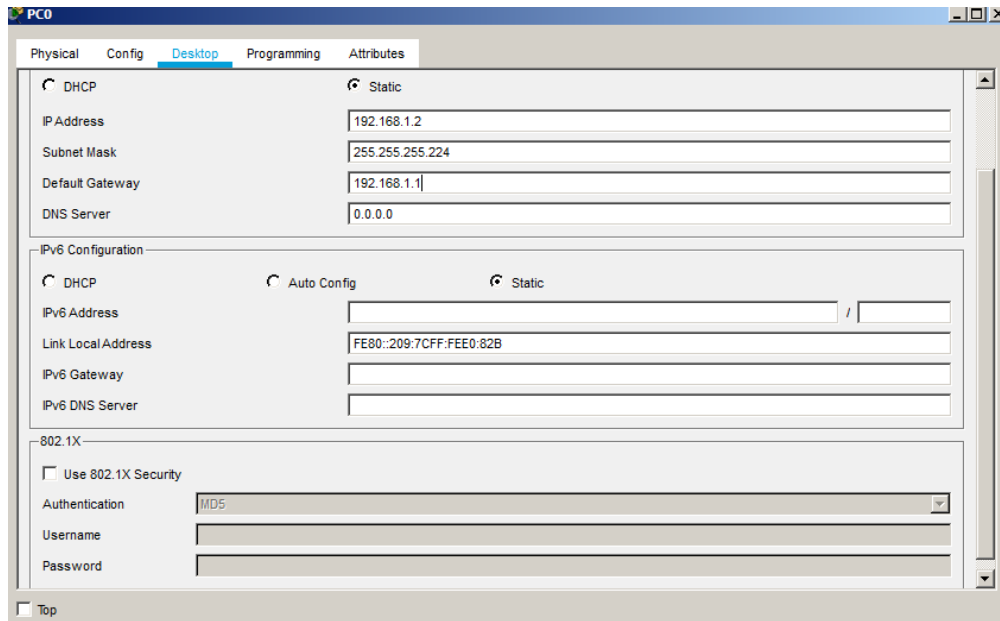 PC0
Physical Config Desktop Programming Attributes
DHCP Static
IP Address 192.168.1.2
Subnet Mask 255.255.255.224
Default Gateway 192.168.1.1
DNS Server 0.0.0.0
IPv6 Configuration
DHCP Auto Config Static
IPv6 Address /
Link Local Address FE80::209:7CFF:FEE0:82B
IPv6 Gateway
IPv6 DNS Server
802.1X
Use 802.1X Security
Authentication MD5
Username
Password
Top